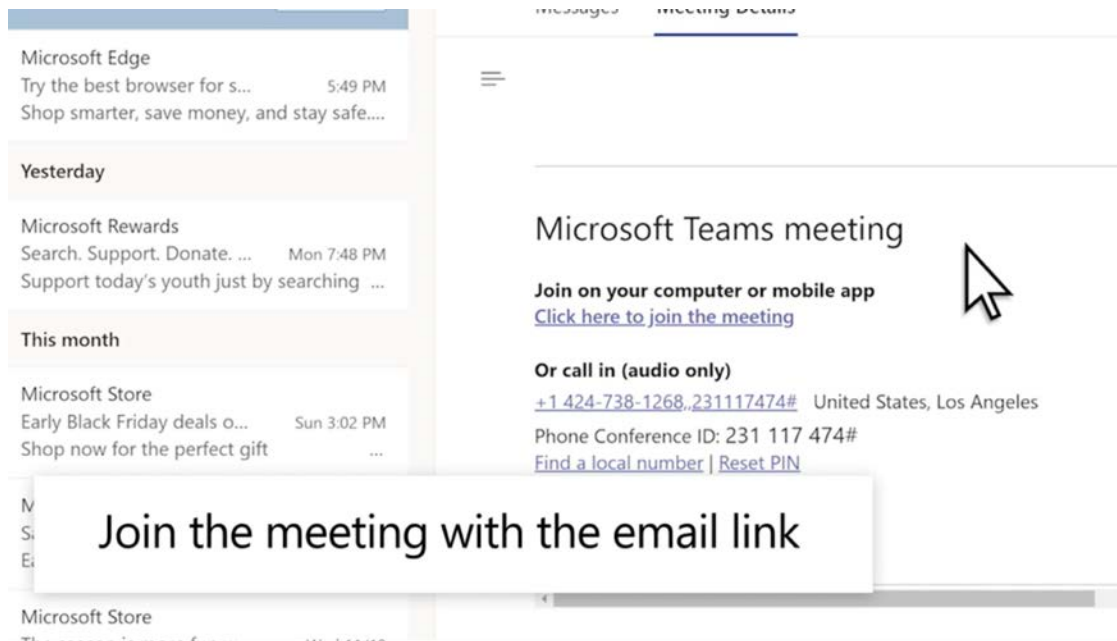 Messages Meeting Details
Microsoft Edge
Try the best browser for s... 5:49 PM
Shop smarter, save money, and stay safe....
Yesterday
Microsoft Rewards
Search. Support. Donate. ... Mon 7:48 PM
Support today's youth just by searching ...
This month
Microsoft Store
Early Black Friday deals o... Sun 3:02 PM
Shop now for the perfect gift ...
Microsoft Store
Microsoft Teams meeting
Join on your computer or mobile app
Click here to join the meeting
Or call in (audio only)
+1 424-738-1268,,231117474# United States, Los Angeles
Phone Conference ID: 231 117 474#
Find a local number | Reset PIN
Join the meeting with the email link